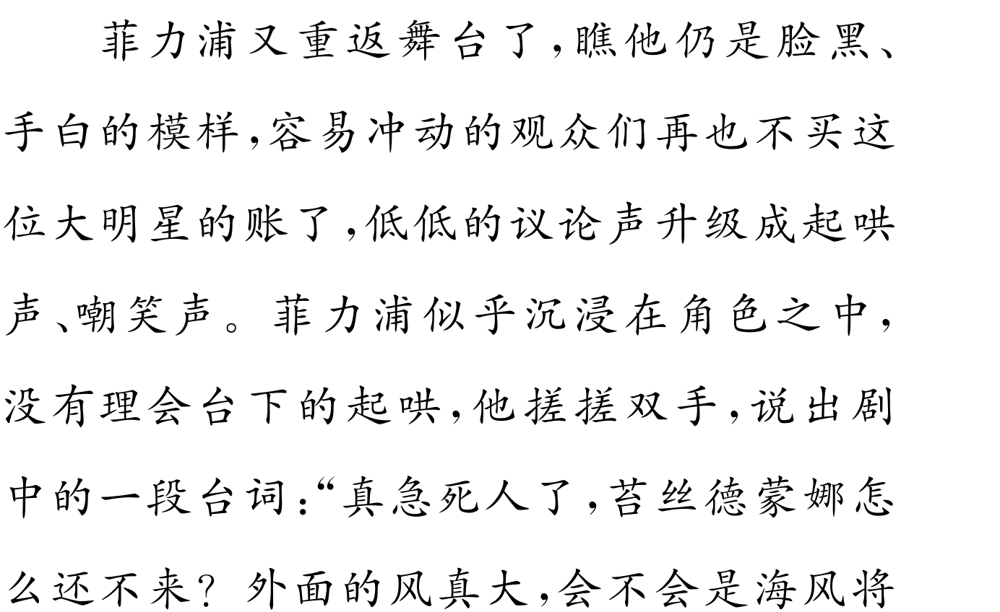 菲力浦又重返舞台了,瞧他仍是脸黑、
手白的模样,容易冲动的观众们再也不买这
位大明星的账了,低低的议论声升级成起哄
声、嘲笑声。菲力浦似乎沉浸在角色之中,
没有理会台下的起哄,他搓搓双手,说出剧
中的一段台词:“真急死人了,苔丝德蒙娜怎
么还不来?外面的风真大,会不会是海风将